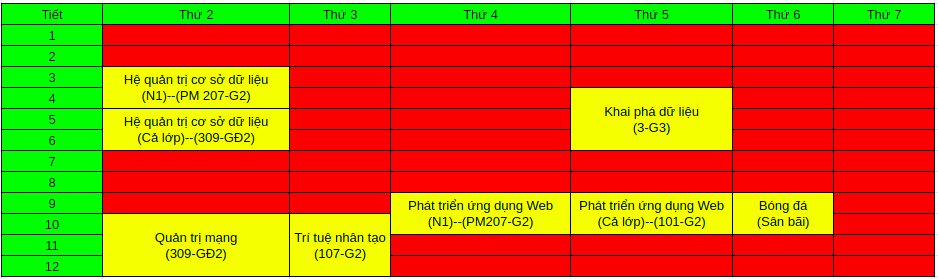 Tiết Thứ 2 Thứ 3 Thứ 4 Thứ 5 Thứ 6 Thứ 7
1
2
3
Hệ quản trị cơ sở dữ liệu
(N1)--(PM 207-G2)
4
Khai phá dữ liệu
(3-G3)
5
Hệ quản trị cơ sở dữ liệu
(Cả lớp)--(309-GĐ2)
6
7
8
9
Phát triển ứng dụng Web
(N1)--(PM207-G2)
Phát triển ứng dụng Web
(Cả lớp)--(101-G2)
Bóng đá
(Sân bãi)
10
Quản trị mạng
(309-GĐ2)
Trí tuệ nhân tạo
(107-G2)
11
12